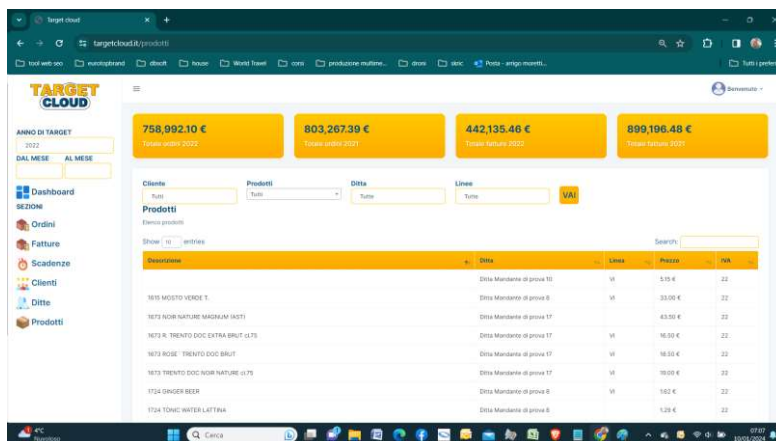 Target cloud
targetcloud.it/prodotti
tool web seo
dbsoft
house
World Travel
produzione multime...
droni
Posta - arrigo moretti...
Tutti i prefer
TARGET
CLOUD
Benvenuto
ANNO DI TARGET
2022
DAL MESE AL MESE
Dashboard
SEZIONI
Ordini
Fatture
Scadenze
Clienti
Ditte
Prodotti
758,992.10 €
Totale ordini 2022
803,267.39 €
Totale ordini 2021
442,135.46 €
Totale fatture 2022
899,196.48 €
Totale fatture 2021
Cliente Prodotti Ditta Linee
Tutti Tutti Tutte Tutte VAI
Prodotti
Elenco prodotti
Show 10 entries Search:
Descrizione Ditta Linea Prezzo IVA
Ditta Mandante di prova 10 VI 5.15 € 22
1615 MOSTO VERDE T. Ditta Mandante di prova 8 VI 33.00 € 22
1673 NOIR NATURE MAGNUM (AST) Ditta Mandante di prova 17 43.50 € 22
1673 R. TRENTO DOC EXTRA BRUT cl.75 Ditta Mandante di prova 17 VI 16.50 € 22
1673 ROSE' TRENTO DOC BRUT Ditta Mandante di prova 17 VI 18.50 € 22
1673 TRENTO DOC NOIR NATURE cl.75 Ditta Mandante di prova 17 VI 19.00 € 22
1724 GINGER BEER Ditta Mandante di prova 8 VI 1.62 € 22
1724 TONIC WATER LATTINA Ditta Mandante di prova 8 1.29 € 22
4°C
Nuvoloso
Cerca
07:07
10/01/2024